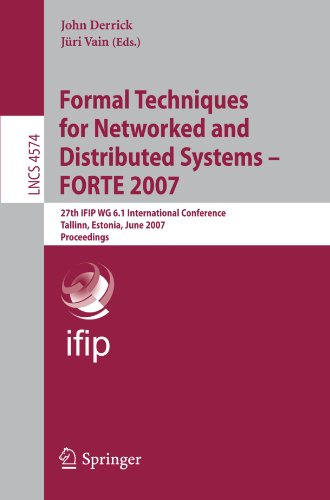 John Derrick
Jüri Vain (Eds.)
LNCS 4574
Formal Techniques
for Networked and
Distributed Systems –
FORTE 2007
27th IFIP WG 6.1 International Conference
Tallinn, Estonia, June 2007
Proceedings
ifip
Springer